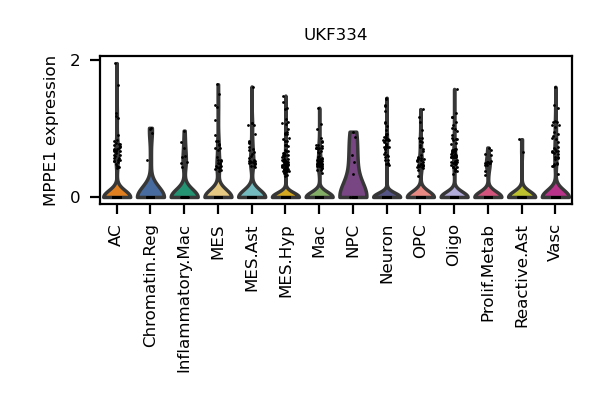 UKF334
MPPE1 expression
2
0
AC
Chromatin.Reg
Inflammatory.Mac
MES
MES.Ast
MES.Hyp
Mac
NPC
Neuron
OPC
Oligo
Prolif.Metab
Reactive.Ast
Vasc